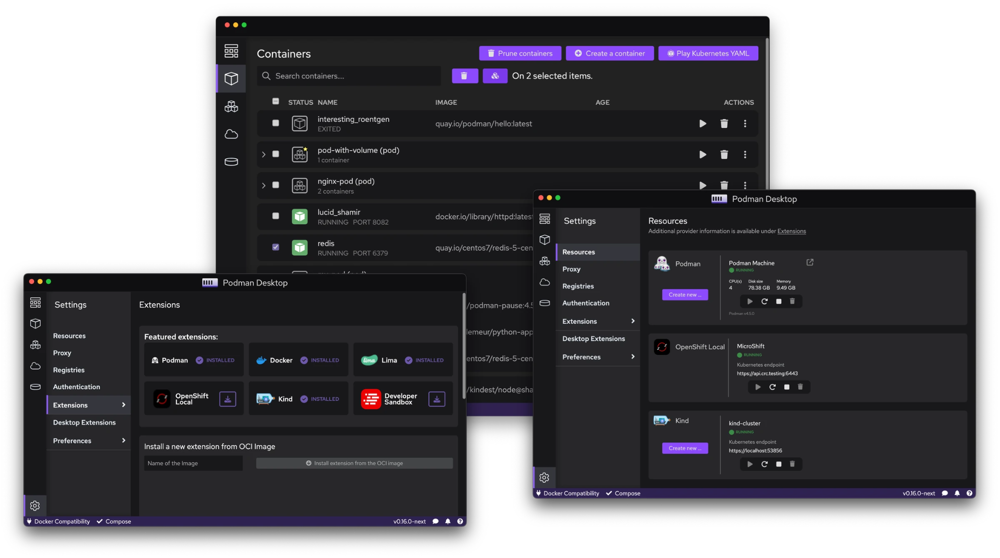 Containers
Prune containers
Create a container
Play Kubernetes YAML
Search containers....
On 2 selected items.
STATUS NAME IMAGE AGE ACTIONS
interesting_roentgen
EXITED
quay.io/podman/hello:latest
pod-with-volume (pod)
1 container
nginx-pod (pod)
2 containers
lucid_shamir
RUNNING PORT 8082
docker.io/library/httpd:latest
redis
RUNNING PORT 6379
quay.io/centos7/redis-5-cen
/podman-pause:4.5
lemeur/python-app
entos7/redis-5-cen
/kindest/node@sha
Podman Desktop
Settings
Resources
Proxy
Registries
Authentication
Extensions
Desktop Extensions
Preferences
Extensions
Featured extensions:
Podman INSTALLED
Docker INSTALLED
lima Lima INSTALLED
OpenShift
Local
Kind INSTALLED
Developer
Sandbox
Install a new extension from OCI Image
Name of the Image
Install extension from the OCI image
Docker Compatibility Compose v0.16.0-next
Podman Desktop
Settings
Resources
Proxy
Registries
Authentication
Extensions
Desktop Extensions
Preferences
Resources
Additional provider information is available under Extensions
Podman
Create new ...
Podman Machine
RUNNING
CPU(s) Disk size Memory
4 78.38 GB 9.49 GB
Podman v4.5.0
OpenShift Local
MicroShift
RUNNING
Kubernetes endpoint
https://api.crc.testing:6443
Kind
Create new ...
kind-cluster
RUNNING
Kubernetes endpoint
https://localhost:53856
Docker Compatibility Compose v0.16.0-next